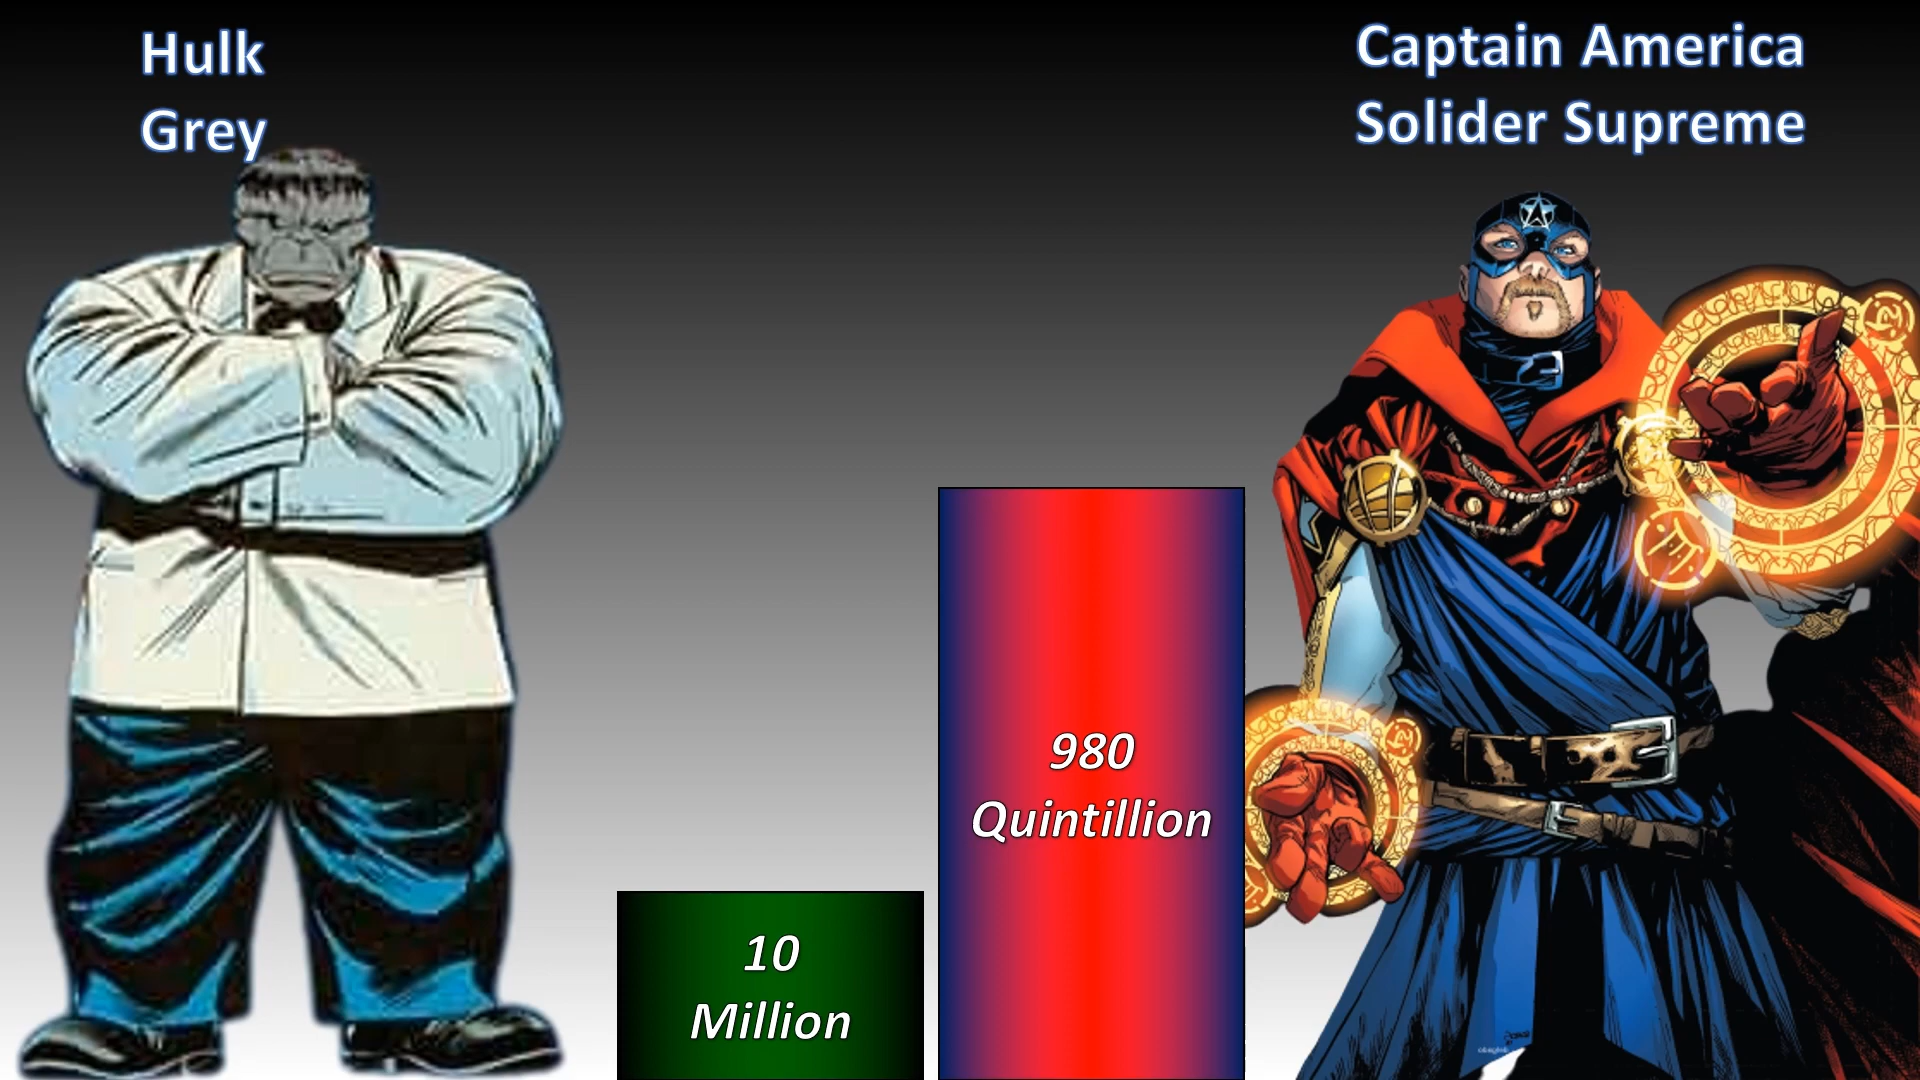 Hulk
Grey
Captain America
Solider Supreme
980
Quintillion
10
Million